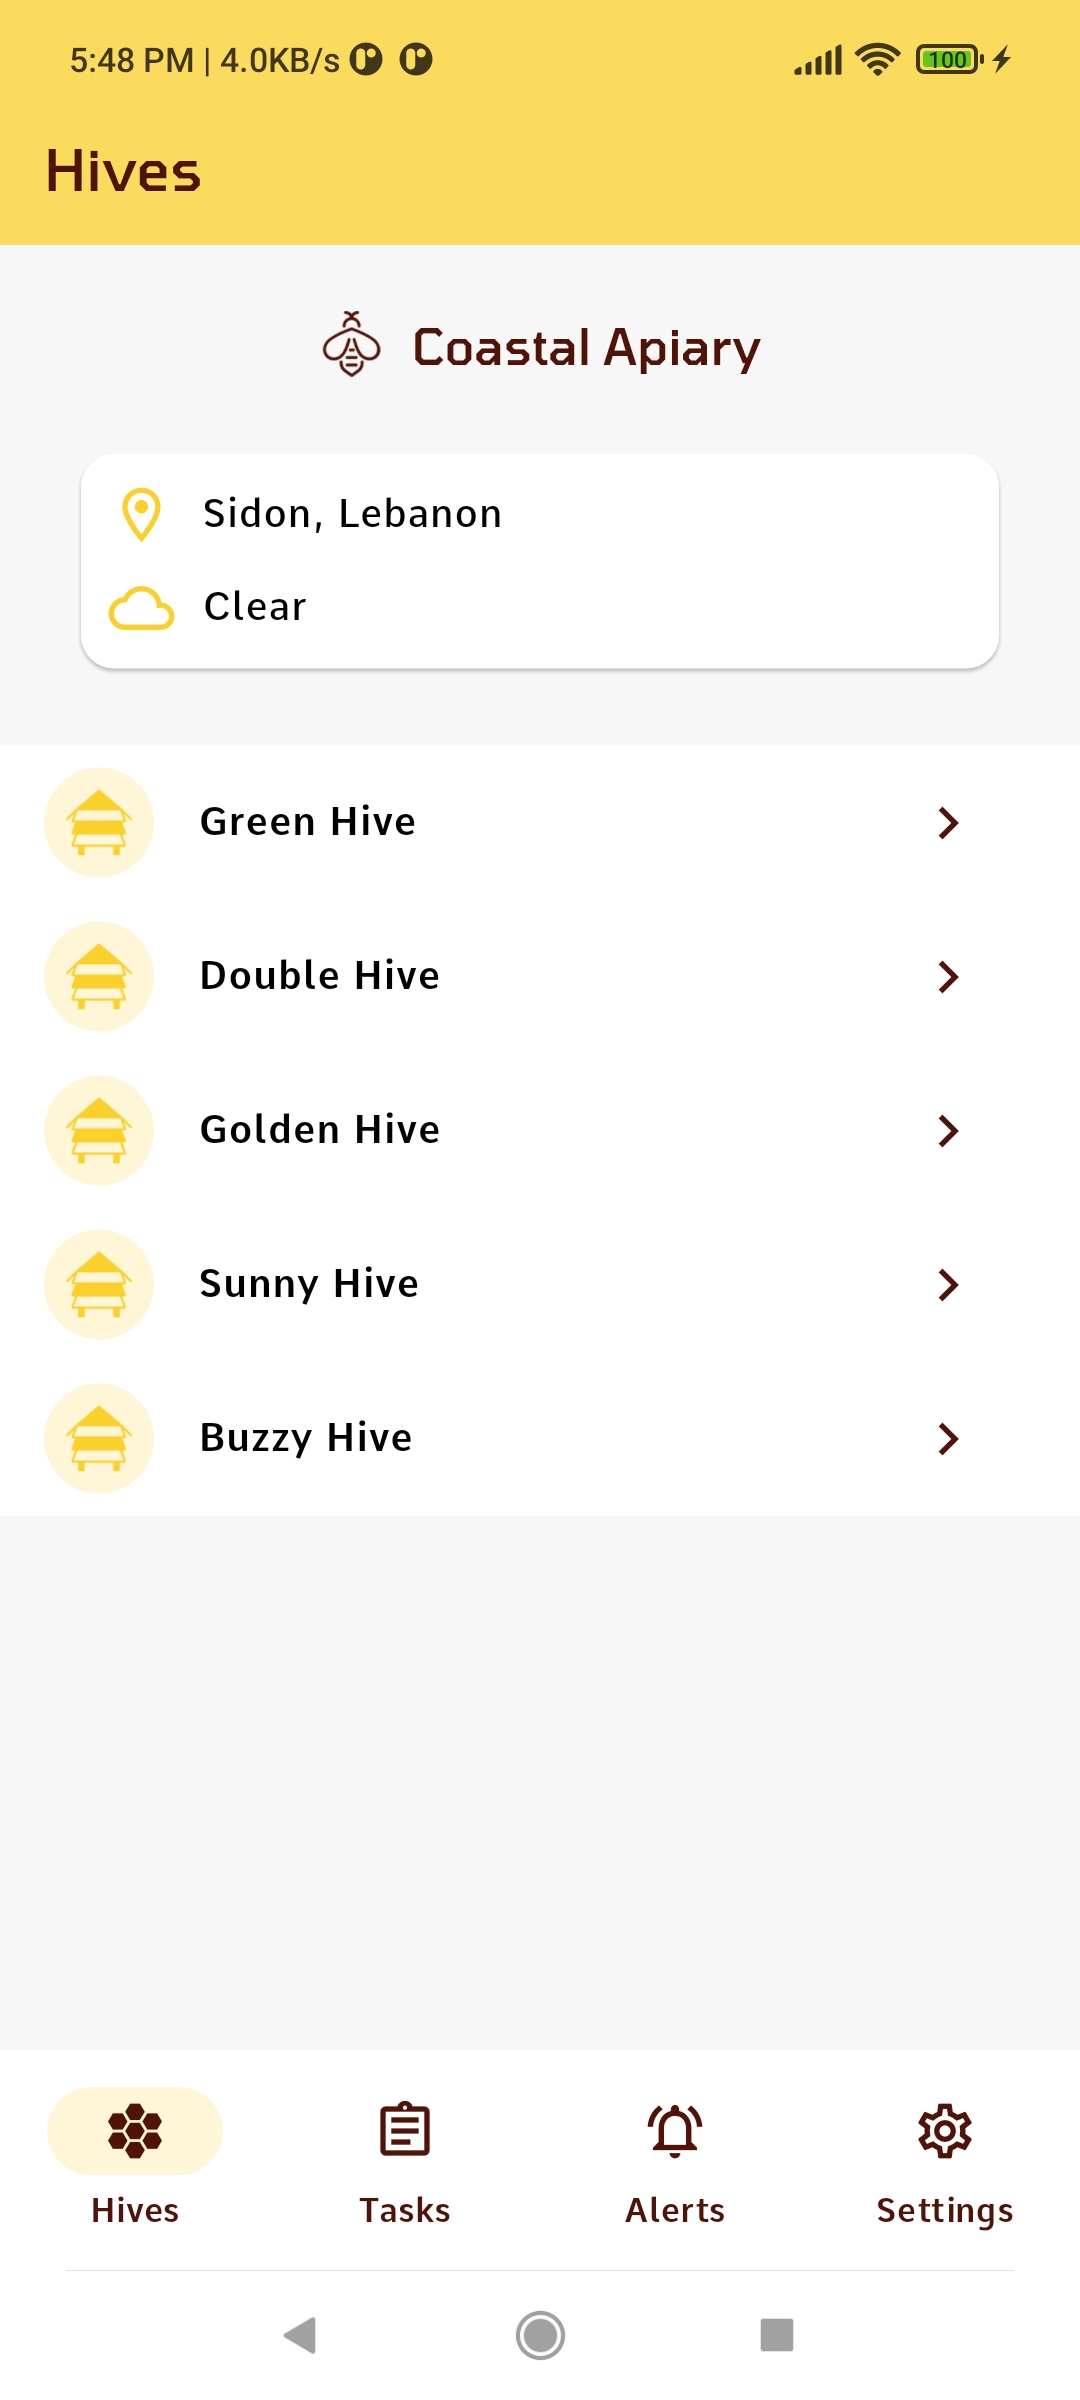 5:48 PM | 4.0KB/s
100
Hives
Coastal Apiary
Sidon, Lebanon
Clear
Green Hive
Double Hive
Golden Hive
Sunny Hive
Buzzy Hive
Hives
Tasks
Alerts
Settings